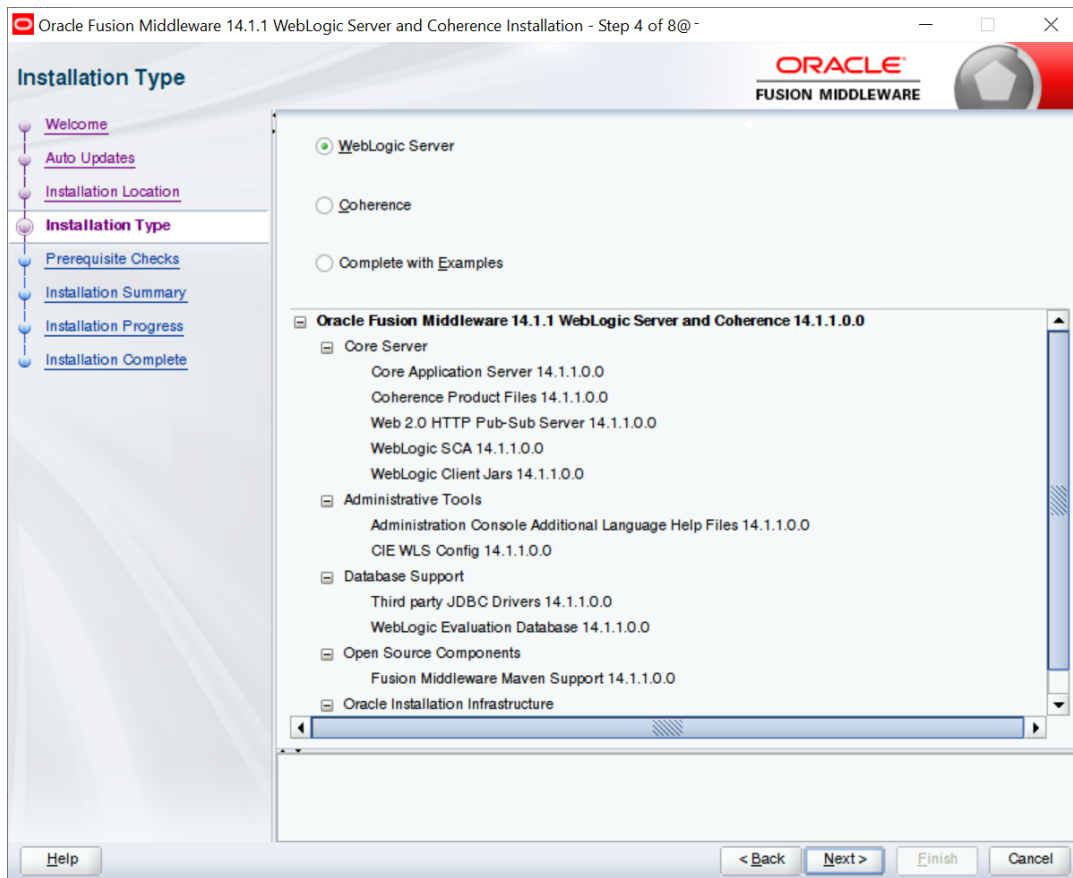 Oracle Fusion Middleware 14.1.1 WebLogic Server and Coherence Installation - Step 4 of 8@ -
Installation Type
ORACLE
FUSION MIDDLEWARE
Welcome
Auto Updates
Installation Location
Installation Type
Prerequisite Checks
Installation Summary
Installation Progress
Installation Complete
WebLogic Server
Coherence
Complete with Examples
Oracle Fusion Middleware 14.1.1 WebLogic Server and Coherence 14.1.1.0.0
Core Server
Core Application Server 14.1.1.0.0
Coherence Product Files 14.1.1.0.0
Web 2.0 HTTP Pub-Sub Server 14.1.1.0.0
WebLogic SCA 14.1.1.0.0
WebLogic Client Jars 14.1.1.0.0
Administrative Tools
Administration Console Additional Language Help Files 14.1.1.0.0
CIE WLS Config 14.1.1.0.0
Database Support
Third party JDBC Drivers 14.1.1.0.0
WebLogic Evaluation Database 14.1.1.0.0
Open Source Components
Fusion Middleware Maven Support 14.1.1.0.0
Oracle Installation Infrastructure
Help
< Back
Next >
Finish
Cancel